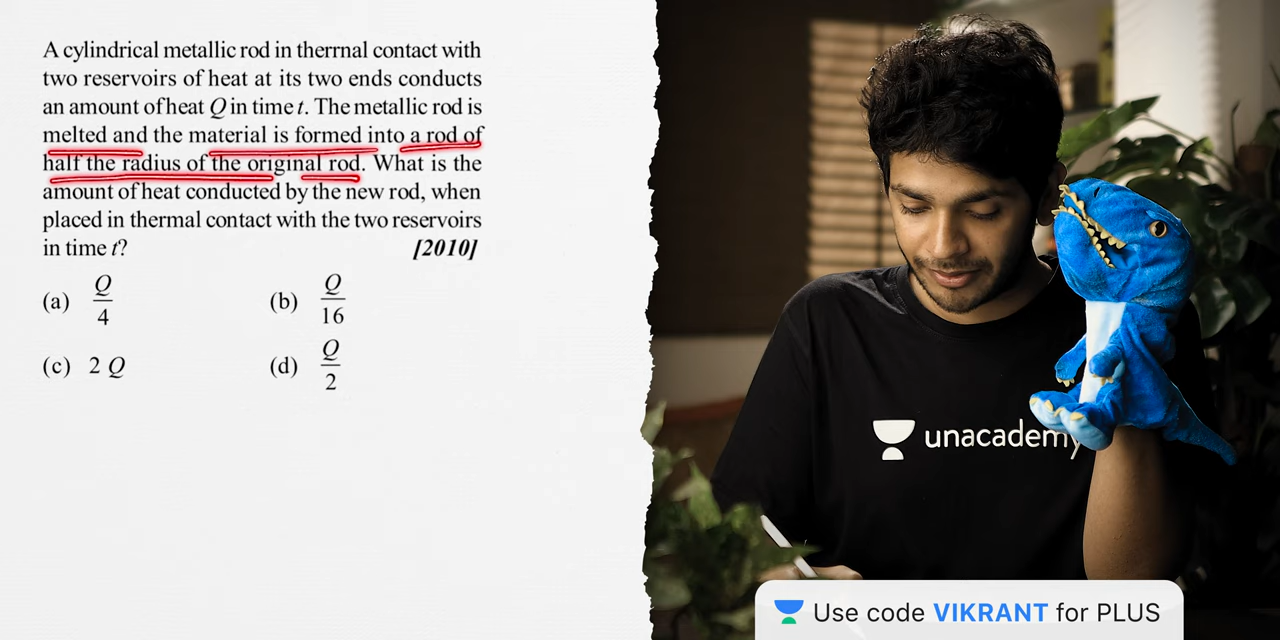 A cylindrical metallic rod in therrnal contact with
two reservoirs of heat at its two ends conducts
an amount of heat Q in time t. The metallic rod is
melted and the material is formed into a rod of
half the radius of the original rod. What is the
amount of heat conducted by the new rod, when
placed in thermal contact with the two reservoirs
in time t? [2010]
(a) Q/4 (b) Q/16
(c) 2 Q (d) Q/2
unacademy
Use code VIKRANT for PLUS